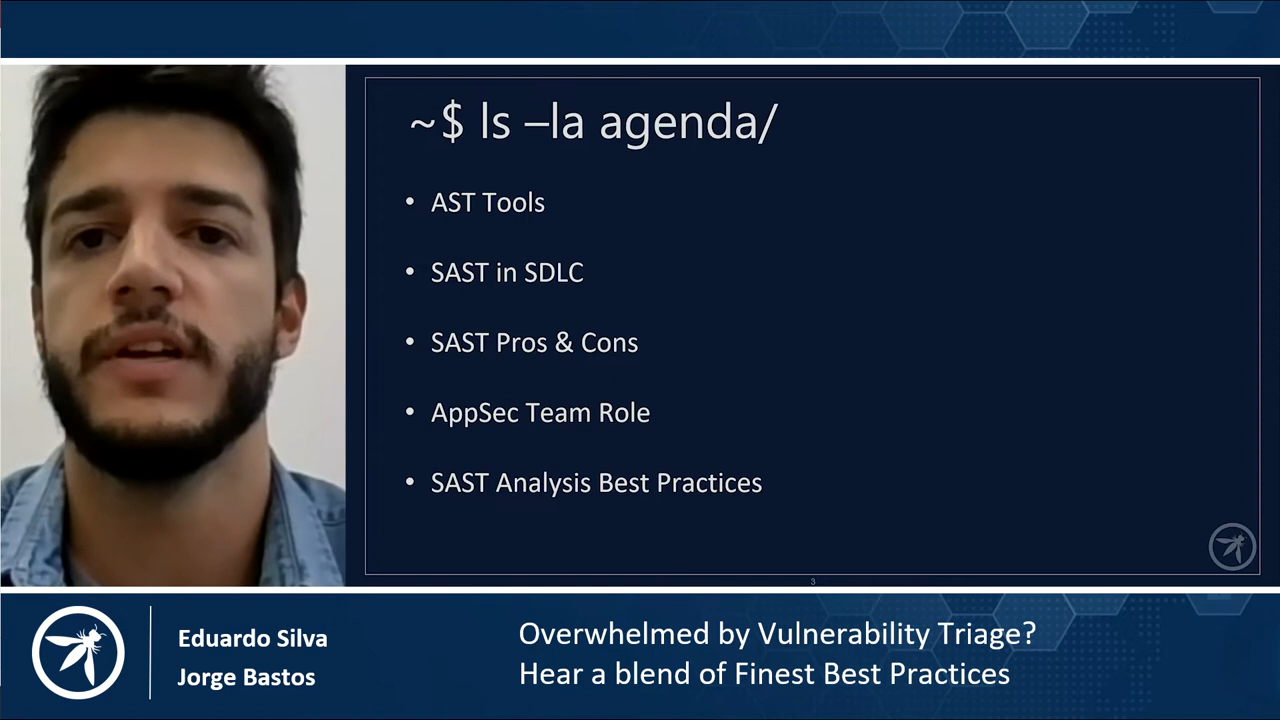 ~$ ls –la agenda/
• AST Tools
• SAST in SDLC
• SAST Pros & Cons
• AppSec Team Role
• SAST Analysis Best Practices
3
Eduardo Silva
Jorge Bastos
Overwhelmed by Vulnerability Triage?
Hear a blend of Finest Best Practices